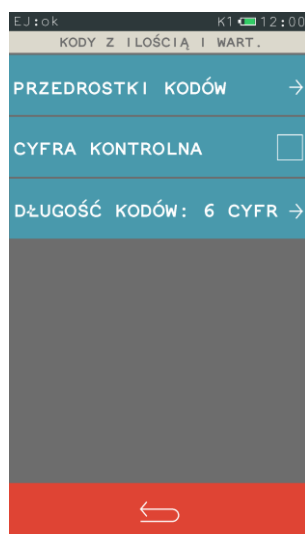 EJ:ok K1 12:00
KODY Z ILOŚCIĄ I WART.
PRZEDROSTKI KODÓW →
CYFRA KONTROLNA
DŁUGOŚĆ KODÓW: 6 CYFR →